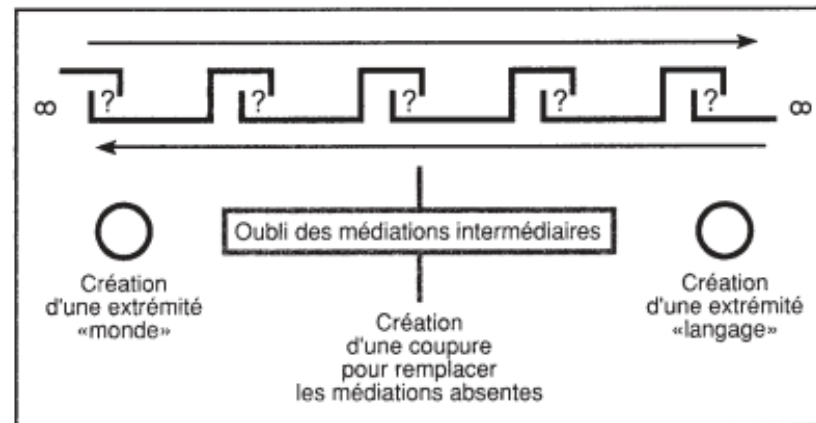 ∞ ? ? ? ? ? ∞
Oubli des médiations intermédiaires
Création
d'une extrémité
«monde»
Création
d'une coupure
pour remplacer
les médiations absentes
Création
d'une extrémité
«langage»